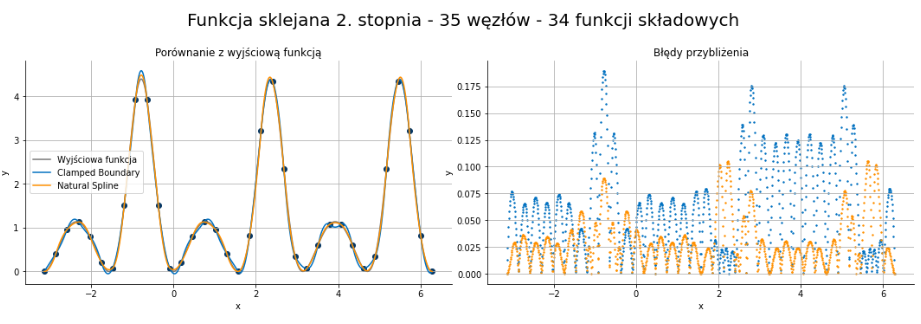 Funkcja sklejana 2. stopnia - 35 węzłów - 34 funkcji składowych
Porównanie z wyjściową funkcją
4
3
2
1
0
y
Wyjściowa funkcja
Clamped Boundary
Natural Spline
−2
0
2
4
6
x
Błędy przybliżenia
0.175
0.150
0.125
0.100
0.075
0.050
0.025
0.000
y
−2
0
2
4
6
x